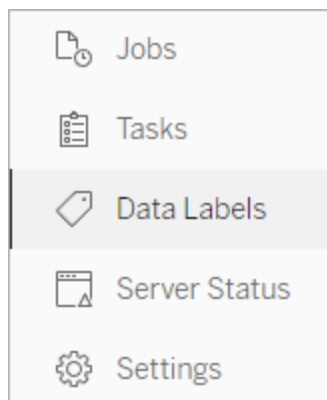 Jobs
Tasks
Data Labels
Server Status
Settings